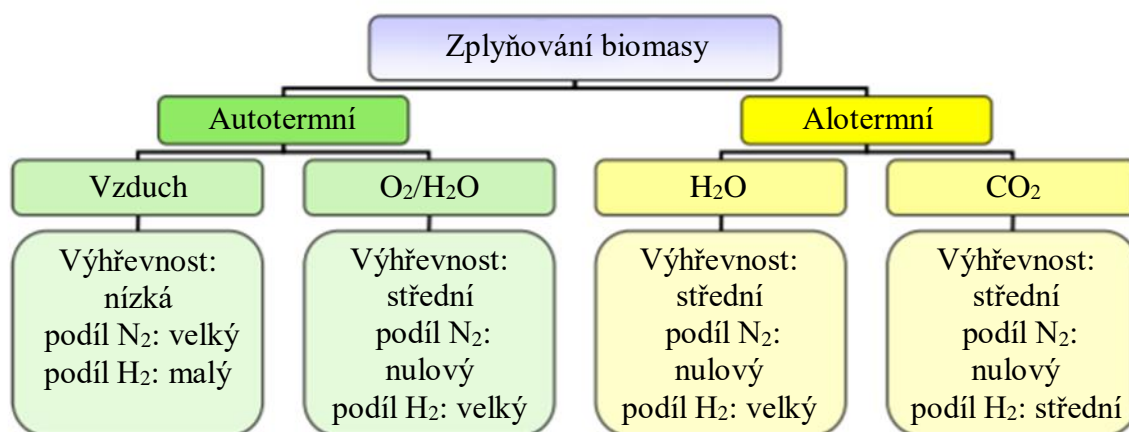 Zplyňování biomasy
Autotermní
Alotermní
Vzduch
O₂/H₂O
H₂O
CO₂
Výhřevnost:
nízká
podíl N₂: velký
podíl H₂: malý
Výhřevnost:
střední
podíl N₂:
nulový
podíl H₂: velký
Výhřevnost:
střední
podíl N₂:
nulový
podíl H₂: velký
Výhřevnost:
střední
podíl N₂:
nulový
podíl H₂: střední